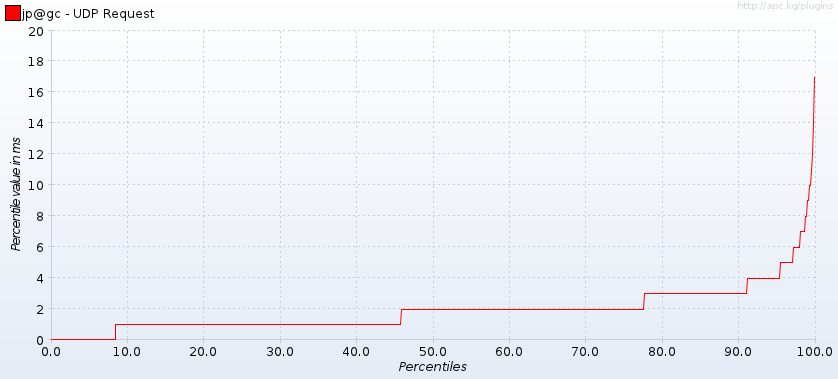 jp@gc - UDP Request
http://apc.kg/plugins
Percentile value in ms
20
18
16
14
12
10
8
6
4
2
0
0.0 10.0 20.0 30.0 40.0 50.0 60.0 70.0 80.0 90.0 100.0
Percentiles